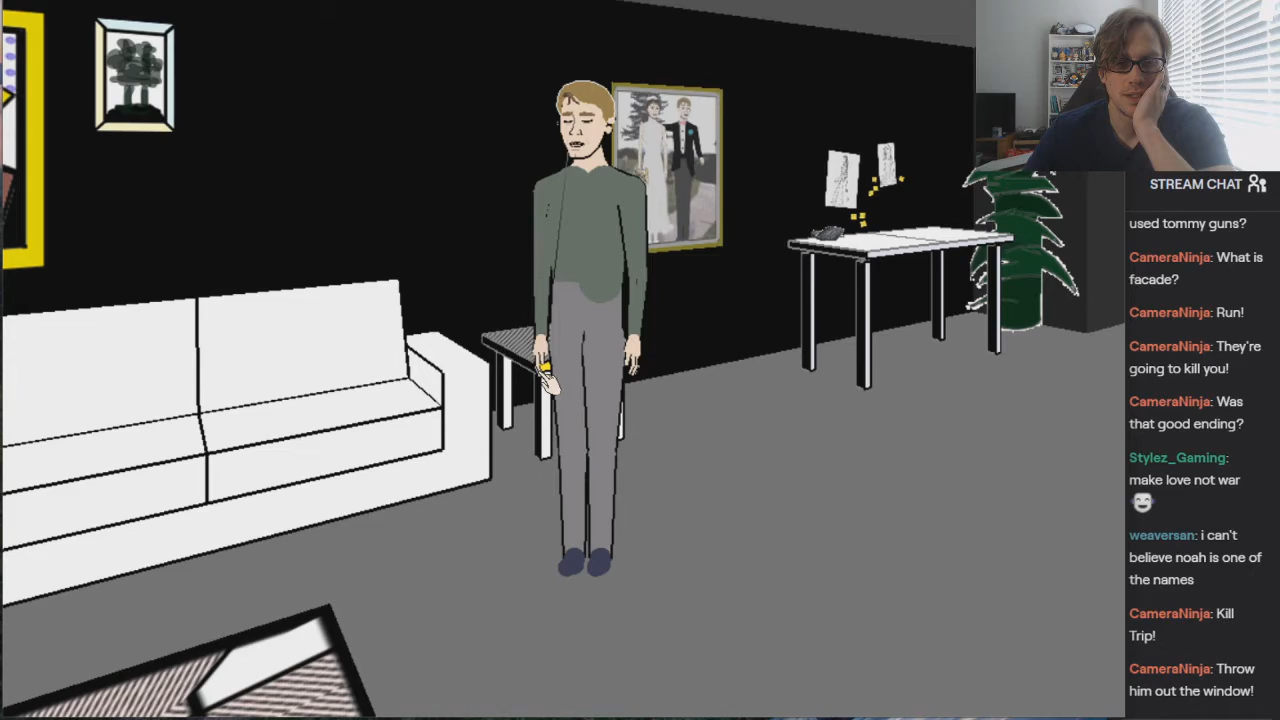 STREAM CHAT
used tommy guns?
CameraNinja: What is
facade?
CameraNinja: Run!
CameraNinja: They're
going to kill you!
CameraNinja: Was
that good ending?
Stylez_Gaming:
make love not war
weaversan: i can't
believe noah is one of
the names
CameraNinja: Kill
Trip!
CameraNinja: Throw
him out the window!